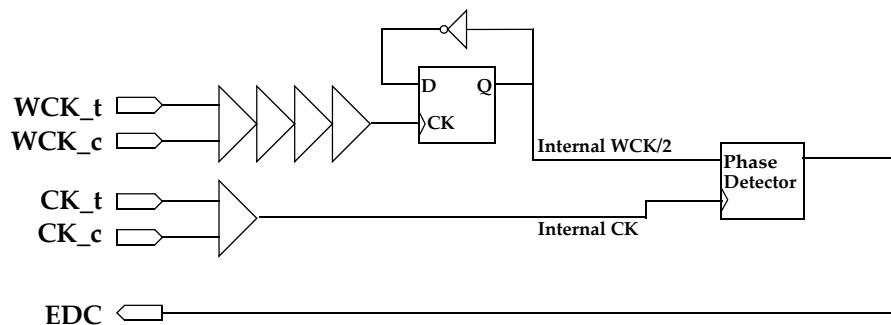 D Q
WCK_t
CK
WCK_c
Internal WCK/2
Phase
Detector
CK_t
Internal CK
CK_c
EDC